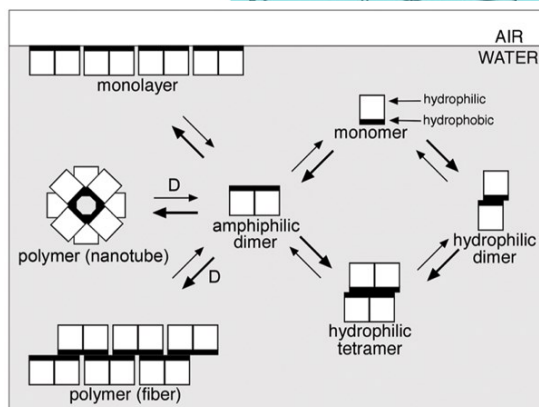 AIR
WATER
monolayer
hydrophilic
hydrophobic
monomer
D
amphiphilic
dimer
hydrophilic
dimer
polymer (nanotube)
D
hydrophilic
tetramer
polymer (fiber)